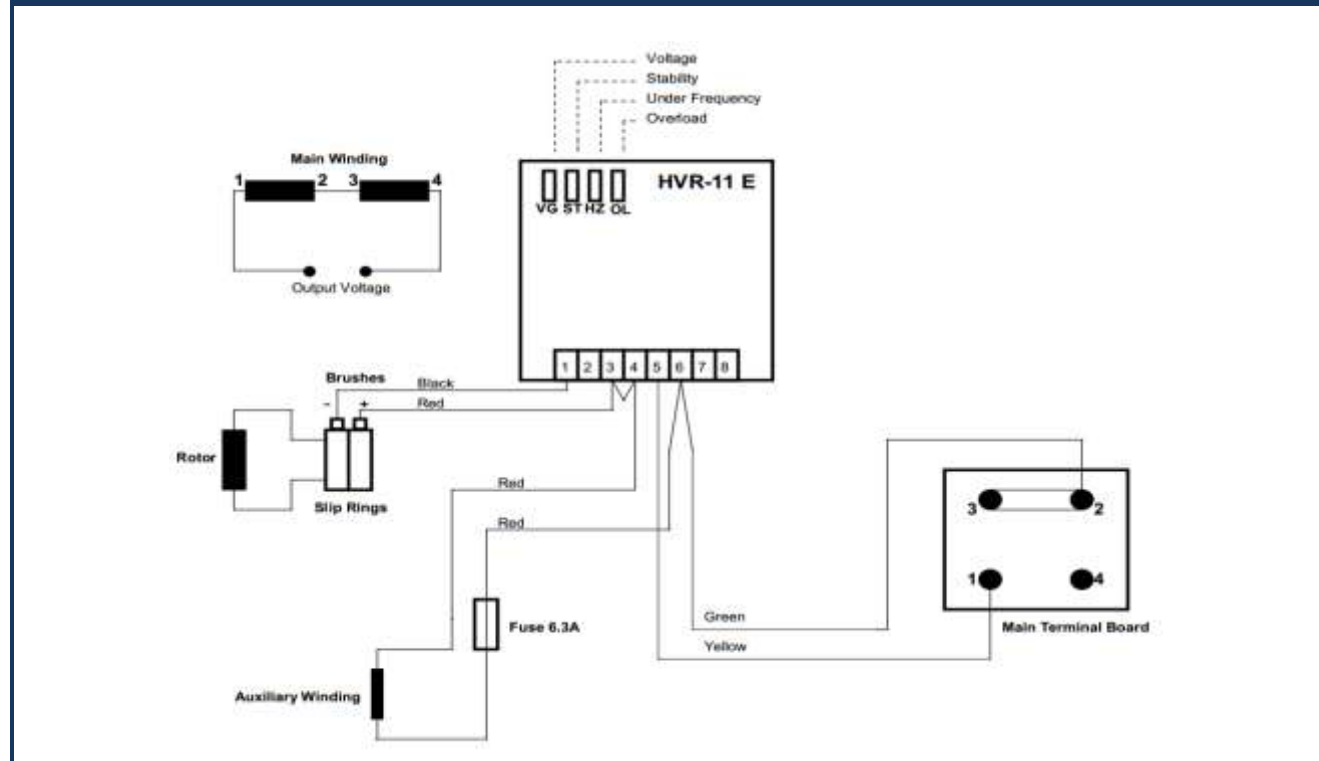 Voltage
Stability
Under Frequency
Overload
Main Winding
1 2 3 4
Output Voltage
HVR-11 E
VG ST HZ OL
1 2 3 4 5 6 7 8
Brushes
Black
- +
Red
Rotor
Slip Rings
Red
Red
Fuse 6.3A
Auxiliary Winding
3 2
1 4
Green
Main Terminal Board
Yellow